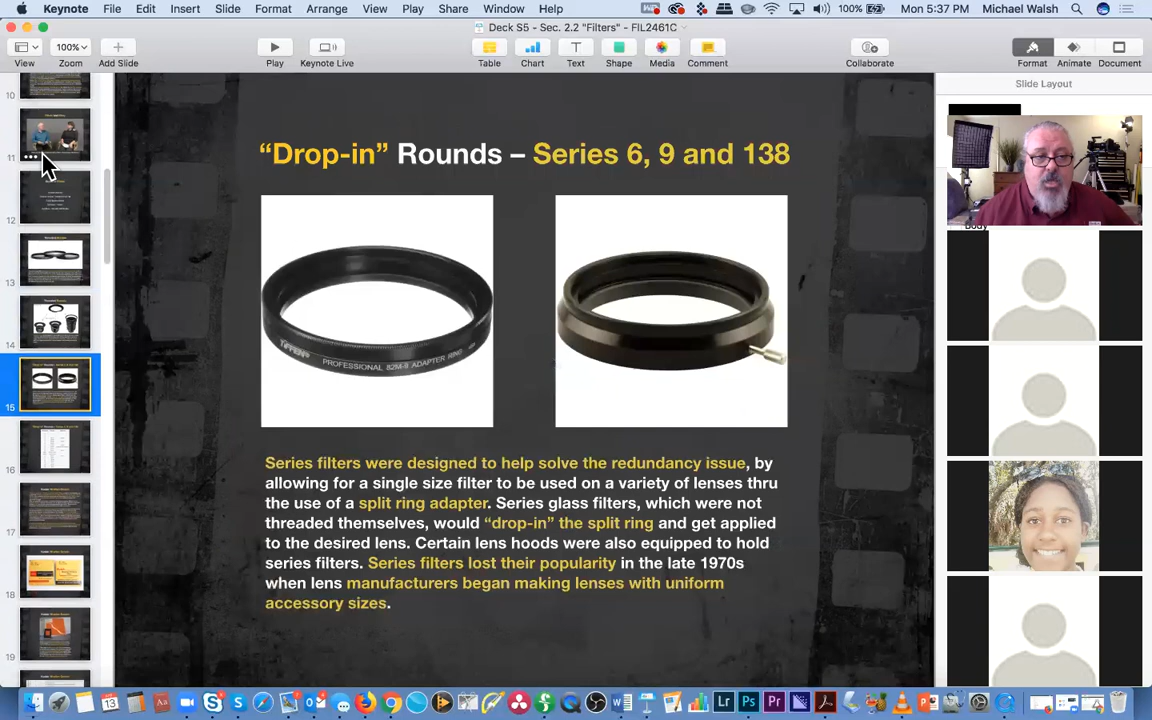 Keynote File Edit Insert Slide Format Arrange View Play Share Window Help 100% Mon 5:37 PM Michael Walsh
Deck S5 - Sec. 2.2 "Filters" - FIL2461C
100%
View Zoom Add Slide Play Keynote Live Table Chart Text Shape Media Comment Collaborate Format Animate Document
Slide Layout
10
11
12
13
14
15
16
17
18
19
“Drop-in” Rounds – Series 6, 9 and 138
TIFFEN® PROFESSIONAL 82M-9 ADAPTER RING
Series filters were designed to help solve the redundancy issue, by
allowing for a single size filter to be used on a variety of lenses thru
the use of a split ring adapter. Series glass filters, which were not
threaded themselves, would “drop-in” the split ring and get applied
to the desired lens. Certain lens hoods were also equipped to hold
series filters. Series filters lost their popularity in the late 1970s
when lens manufacturers began making lenses with uniform
accessory sizes.
Body